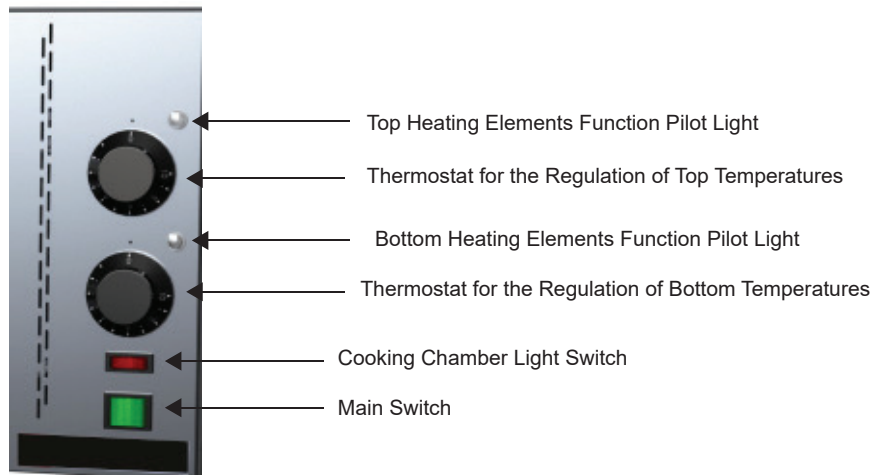 Top Heating Elements Function Pilot Light
Thermostat for the Regulation of Top Temperatures
Bottom Heating Elements Function Pilot Light
Thermostat for the Regulation of Bottom Temperatures
Cooking Chamber Light Switch
Main Switch